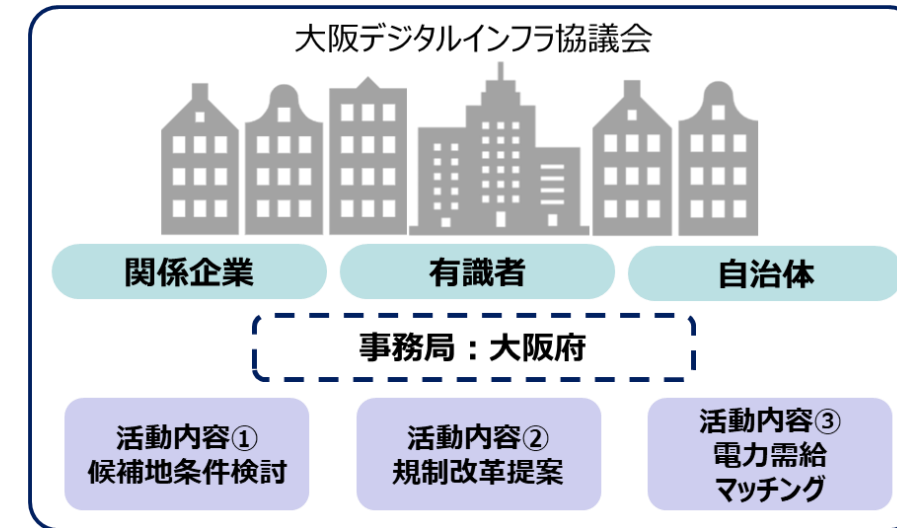 大阪デジタルインフラ協議会
関係企業
有識者
自治体
事務局：大阪府
活動内容①
候補地条件検討
活動内容②
規制改革提案
活動内容③
電力需給
マッチング